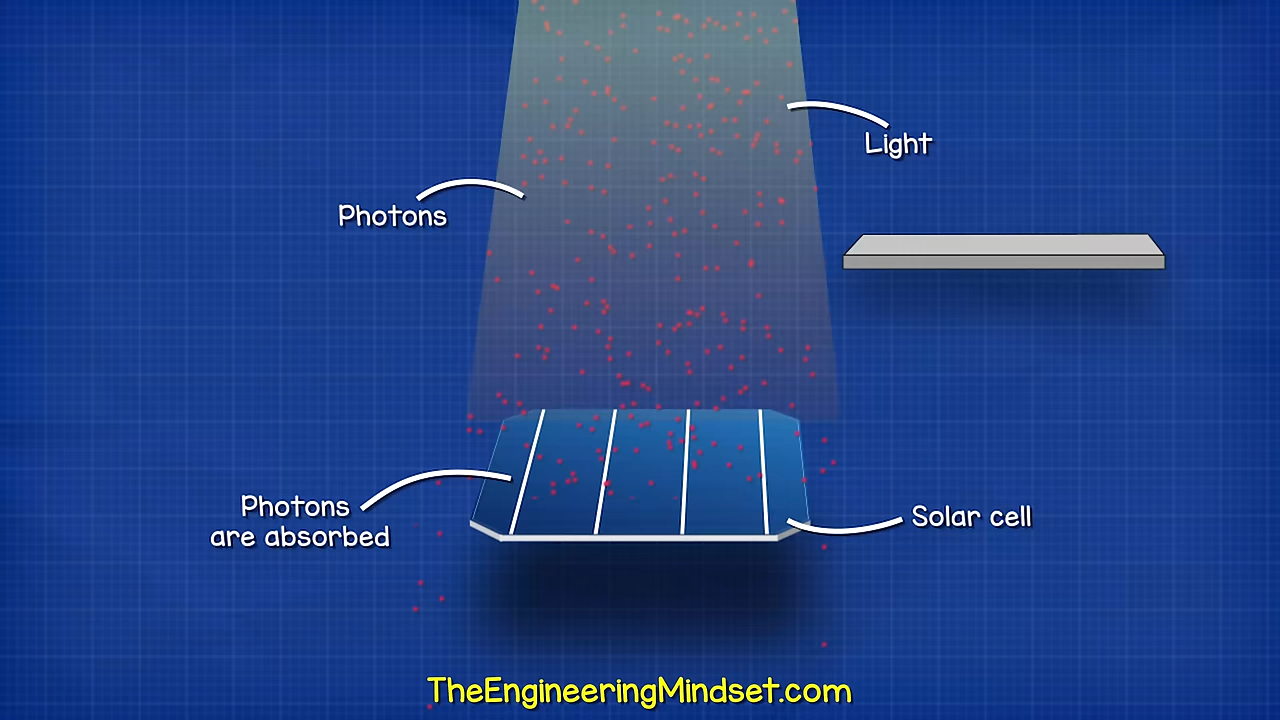 Light
Photons
Photons
are absorbed
Solar cell
TheEngineeringMindset.com